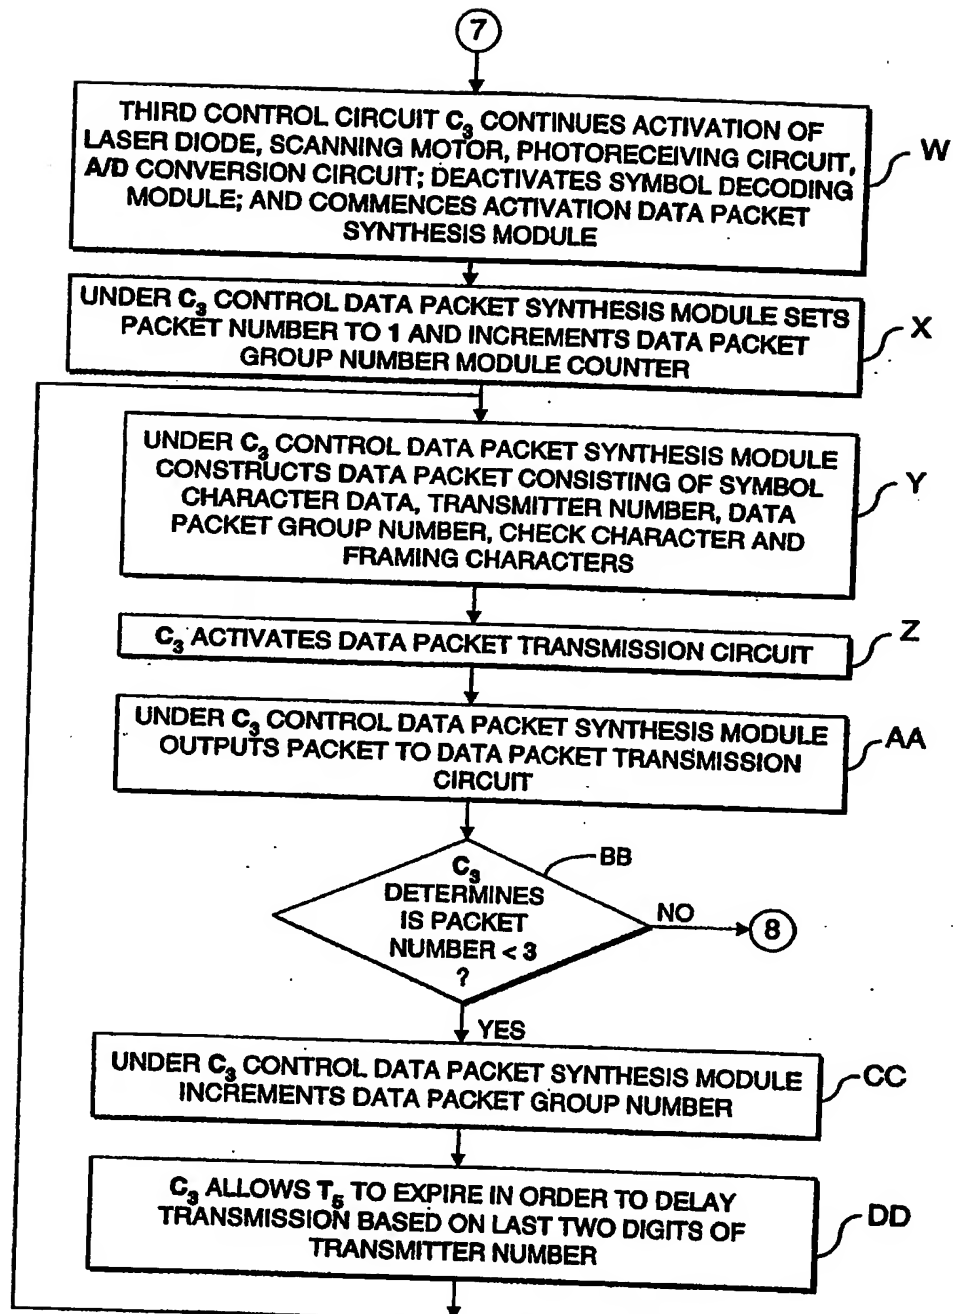 7
THIRD CONTROL CIRCUIT C3 CONTINUES ACTIVATION OF
LASER DIODE, SCANNING MOTOR, PHOTORECEIVING CIRCUIT,
A/D CONVERSION CIRCUIT; DEACTIVATES SYMBOL DECODING
MODULE; AND COMMENCES ACTIVATION DATA PACKET
SYNTHESIS MODULE
W
UNDER C3 CONTROL DATA PACKET SYNTHESIS MODULE SETS
PACKET NUMBER TO 1 AND INCREMENTS DATA PACKET
GROUP NUMBER MODULE COUNTER
X
UNDER C3 CONTROL DATA PACKET SYNTHESIS MODULE
CONSTRUCTS DATA PACKET CONSISTING OF SYMBOL
CHARACTER DATA, TRANSMITTER NUMBER, DATA
PACKET GROUP NUMBER, CHECK CHARACTER AND
FRAMING CHARACTERS
Y
C3 ACTIVATES DATA PACKET TRANSMISSION CIRCUIT
Z
UNDER C3 CONTROL DATA PACKET SYNTHESIS MODULE
OUTPUTS PACKET TO DATA PACKET TRANSMISSION
CIRCUIT
AA
C3
DETERMINES
IS PACKET
NUMBER < 3
?
BB
NO
8
YES
UNDER C3 CONTROL DATA PACKET SYNTHESIS MODULE
INCREMENTS DATA PACKET GROUP NUMBER
CC
C3 ALLOWS T5 TO EXPIRE IN ORDER TO DELAY
TRANSMISSION BASED ON LAST TWO DIGITS OF
TRANSMITTER NUMBER
DD